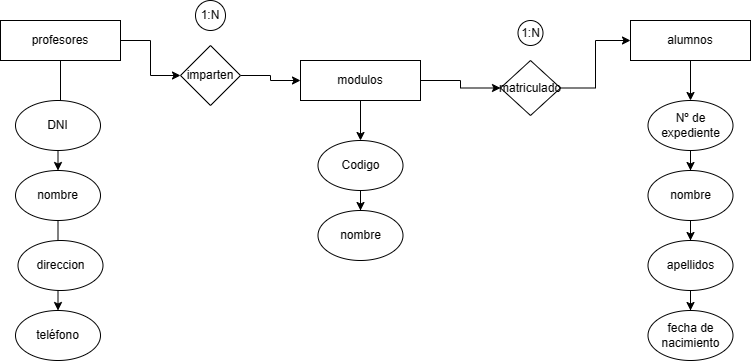 1:N
1:N
profesores
alumnos
imparten
modulos
matriculado
DNI
Nº de
expediente
Codigo
nombre
nombre
nombre
direccion
apellidos
teléfono
fecha de
nacimiento